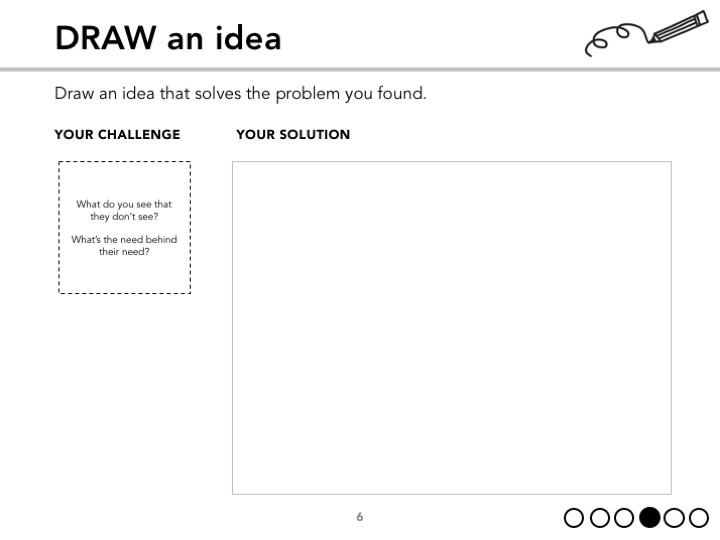 DRAW an idea
Draw an idea that solves the problem you found.
YOUR CHALLENGE
YOUR SOLUTION
What do you see that
they don't see?
What's the need behind
their need?
6